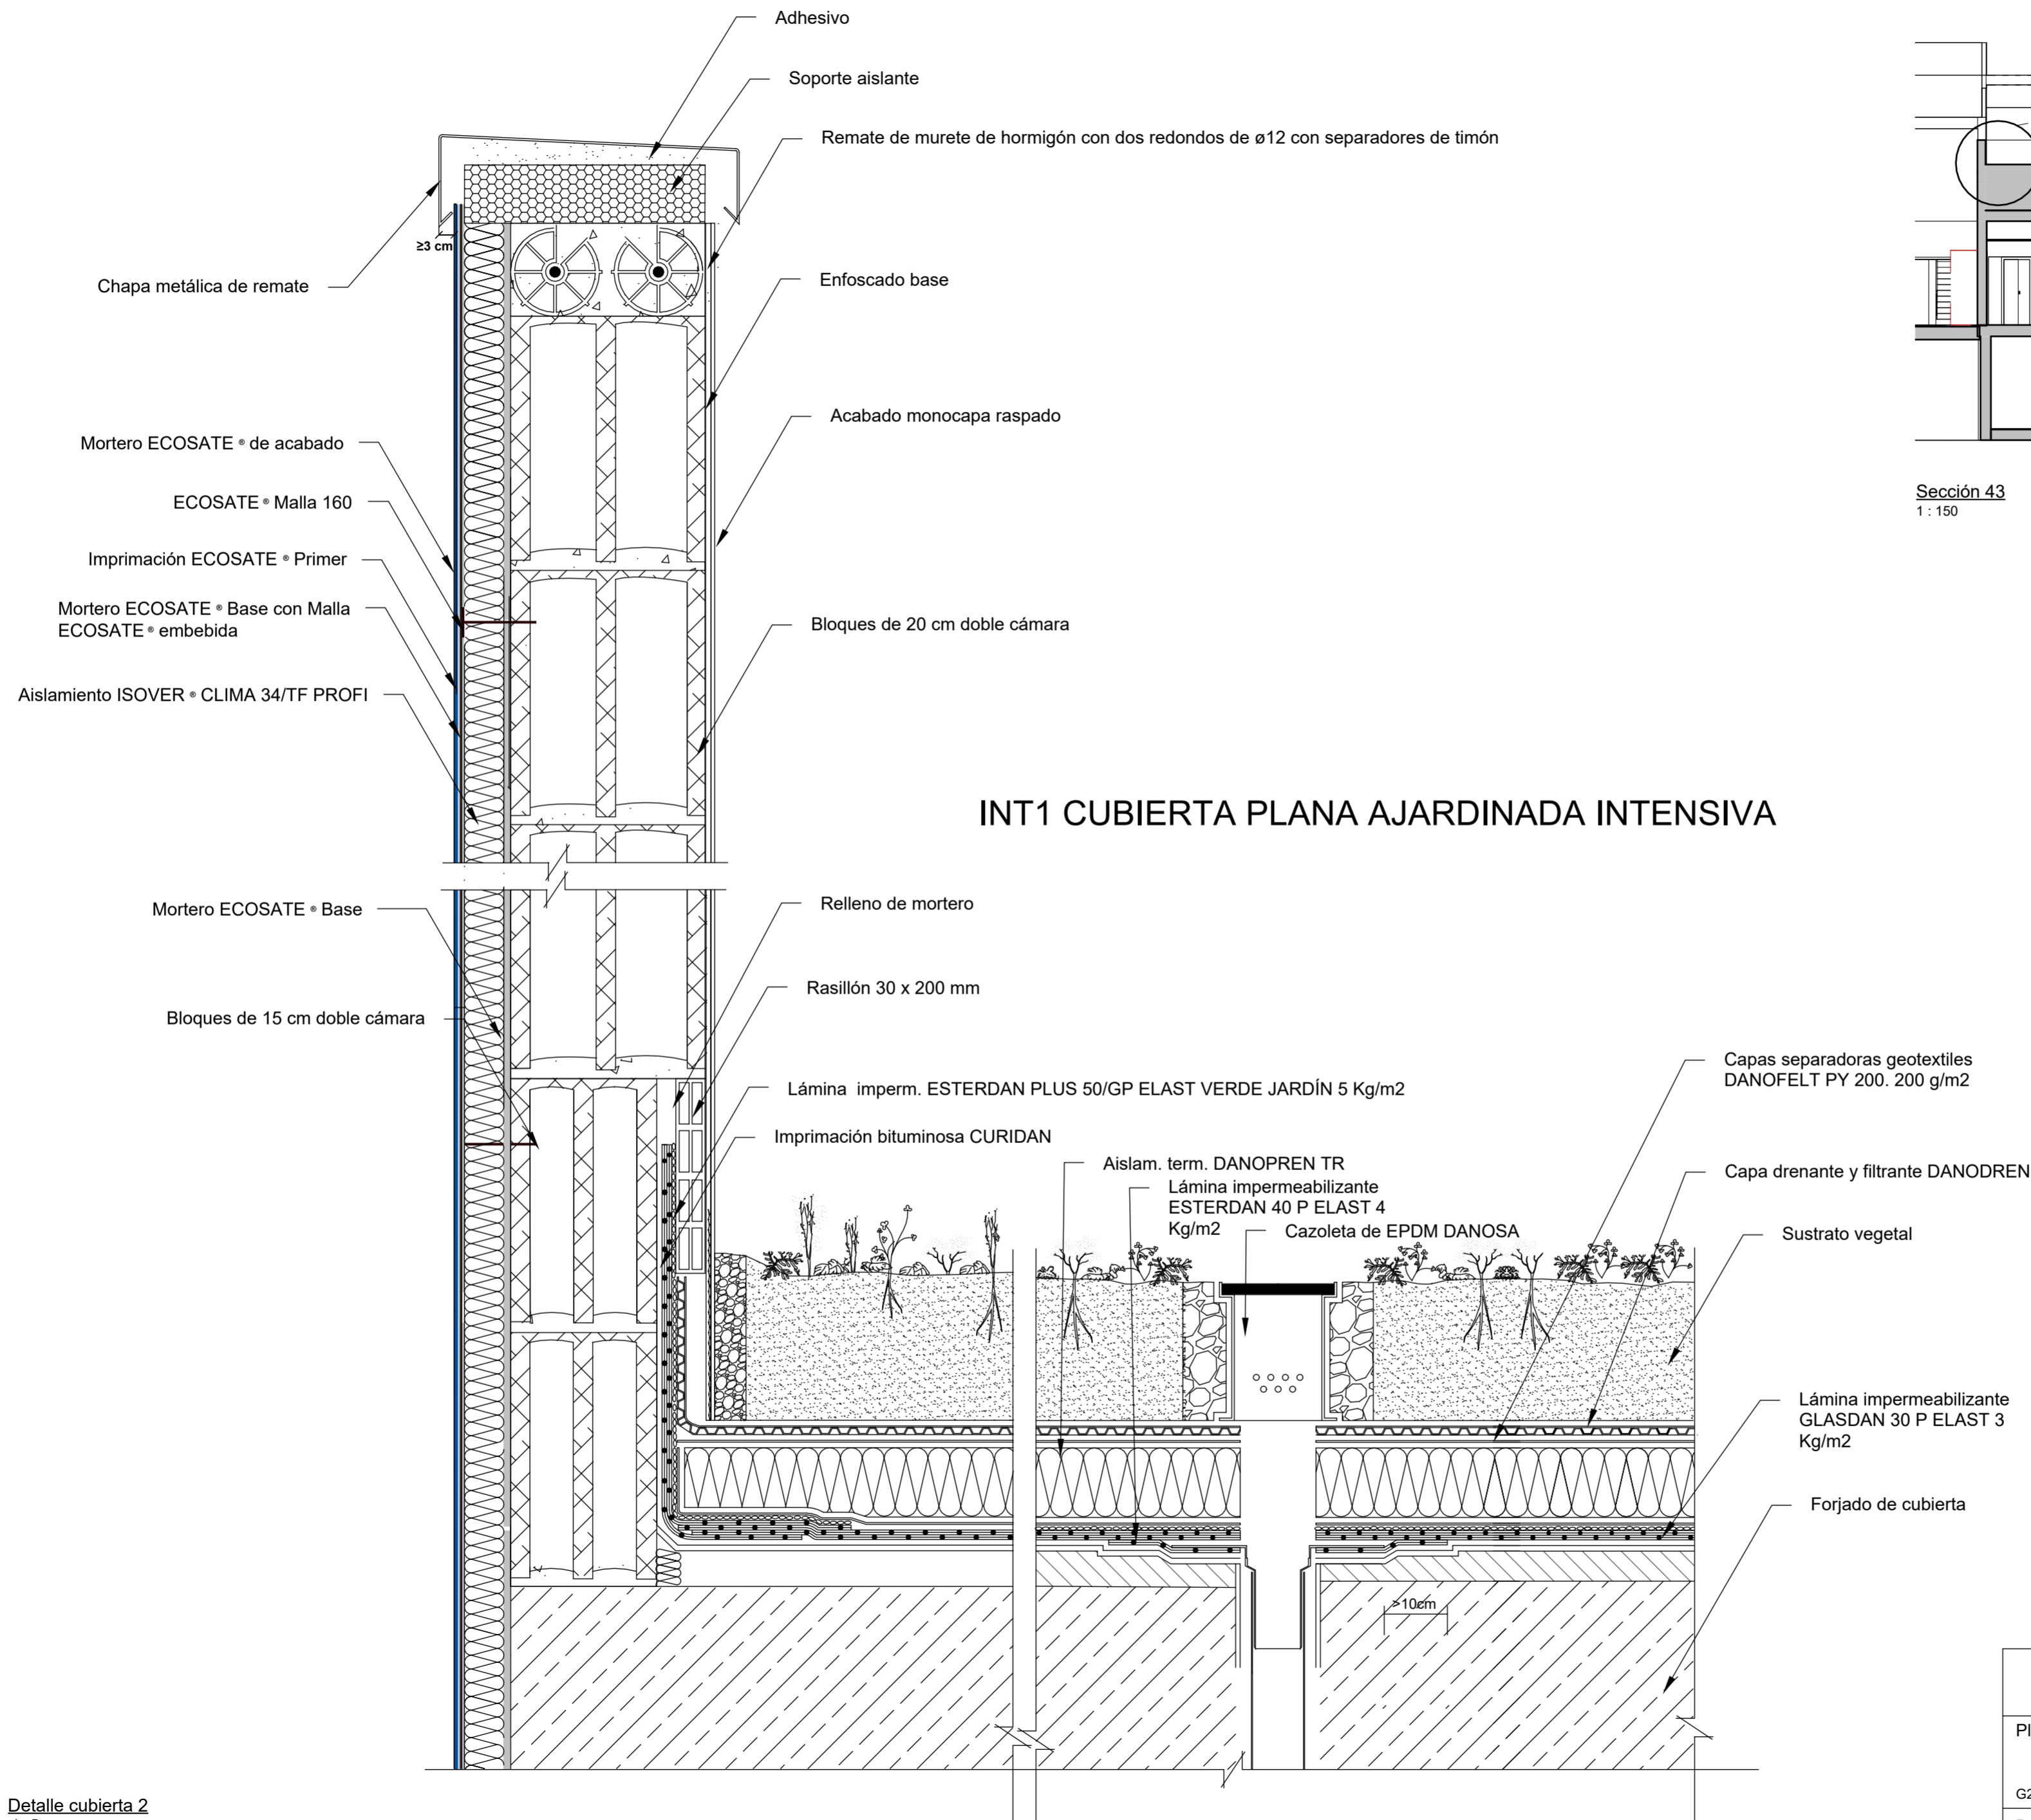 Adhesivo
Soporte aislante
Remate de murete de hormigón con dos redondos de ø12 con separadores de timón
≥3 cm
Chapa metálica de remate
Enfoscado base
Acabado monocapa raspado
Mortero ECOSATE ® de acabado
ECOSATE ® Malla 160
Imprimación ECOSATE ® Primer
Mortero ECOSATE ® Base con Malla
ECOSATE ® embebida
Bloques de 20 cm doble cámara
Aislamiento ISOVER ® CLIMA 34/TF PROFI
Sección 43
1 : 150
INT1 CUBIERTA PLANA AJARDINADA INTENSIVA
Mortero ECOSATE ® Base
Relleno de mortero
Rasillón 30 x 200 mm
Bloques de 15 cm doble cámara
Lámina imperm. ESTERDAN PLUS 50/GP ELAST VERDE JARDÍN 5 Kg/m2
Imprimación bituminosa CURIDAN
Aislam. term. DANOPREN TR
Lámina impermeabilizante
ESTERDAN 40 P ELAST 4
Kg/m2
Cazoleta de EPDM DANOSA
Capas separadoras geotextiles
DANOFELT PY 200. 200 g/m2
Capa drenante y filtrante DANODREN
Sustrato vegetal
Lámina impermeabilizante
GLASDAN 30 P ELAST 3
Kg/m2
Forjado de cubierta
>10cm
Detalle cubierta 2
Pl
G2